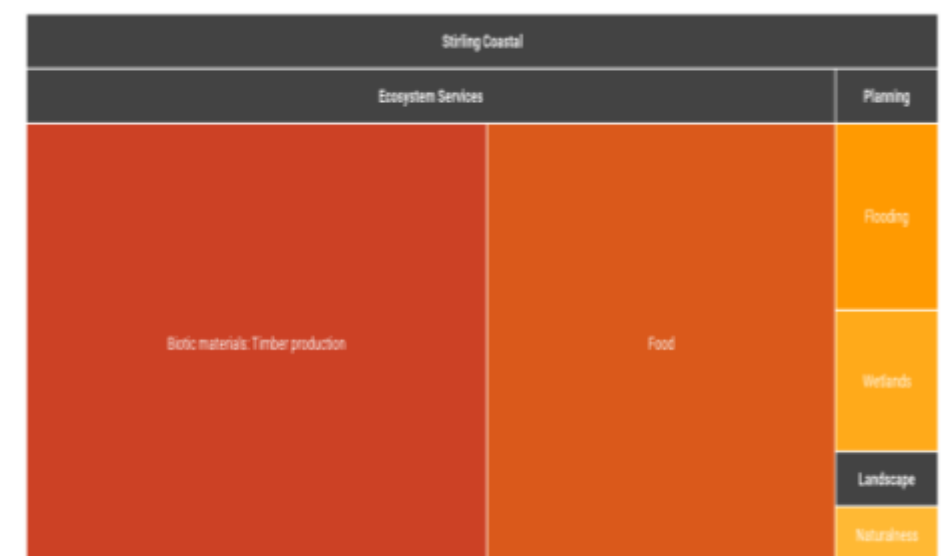 Stirling Coastal
Ecosystem Services
Planning
Biotic materials: Timber production
Food
Flooding
Wetlands
Landscape
Naturalness